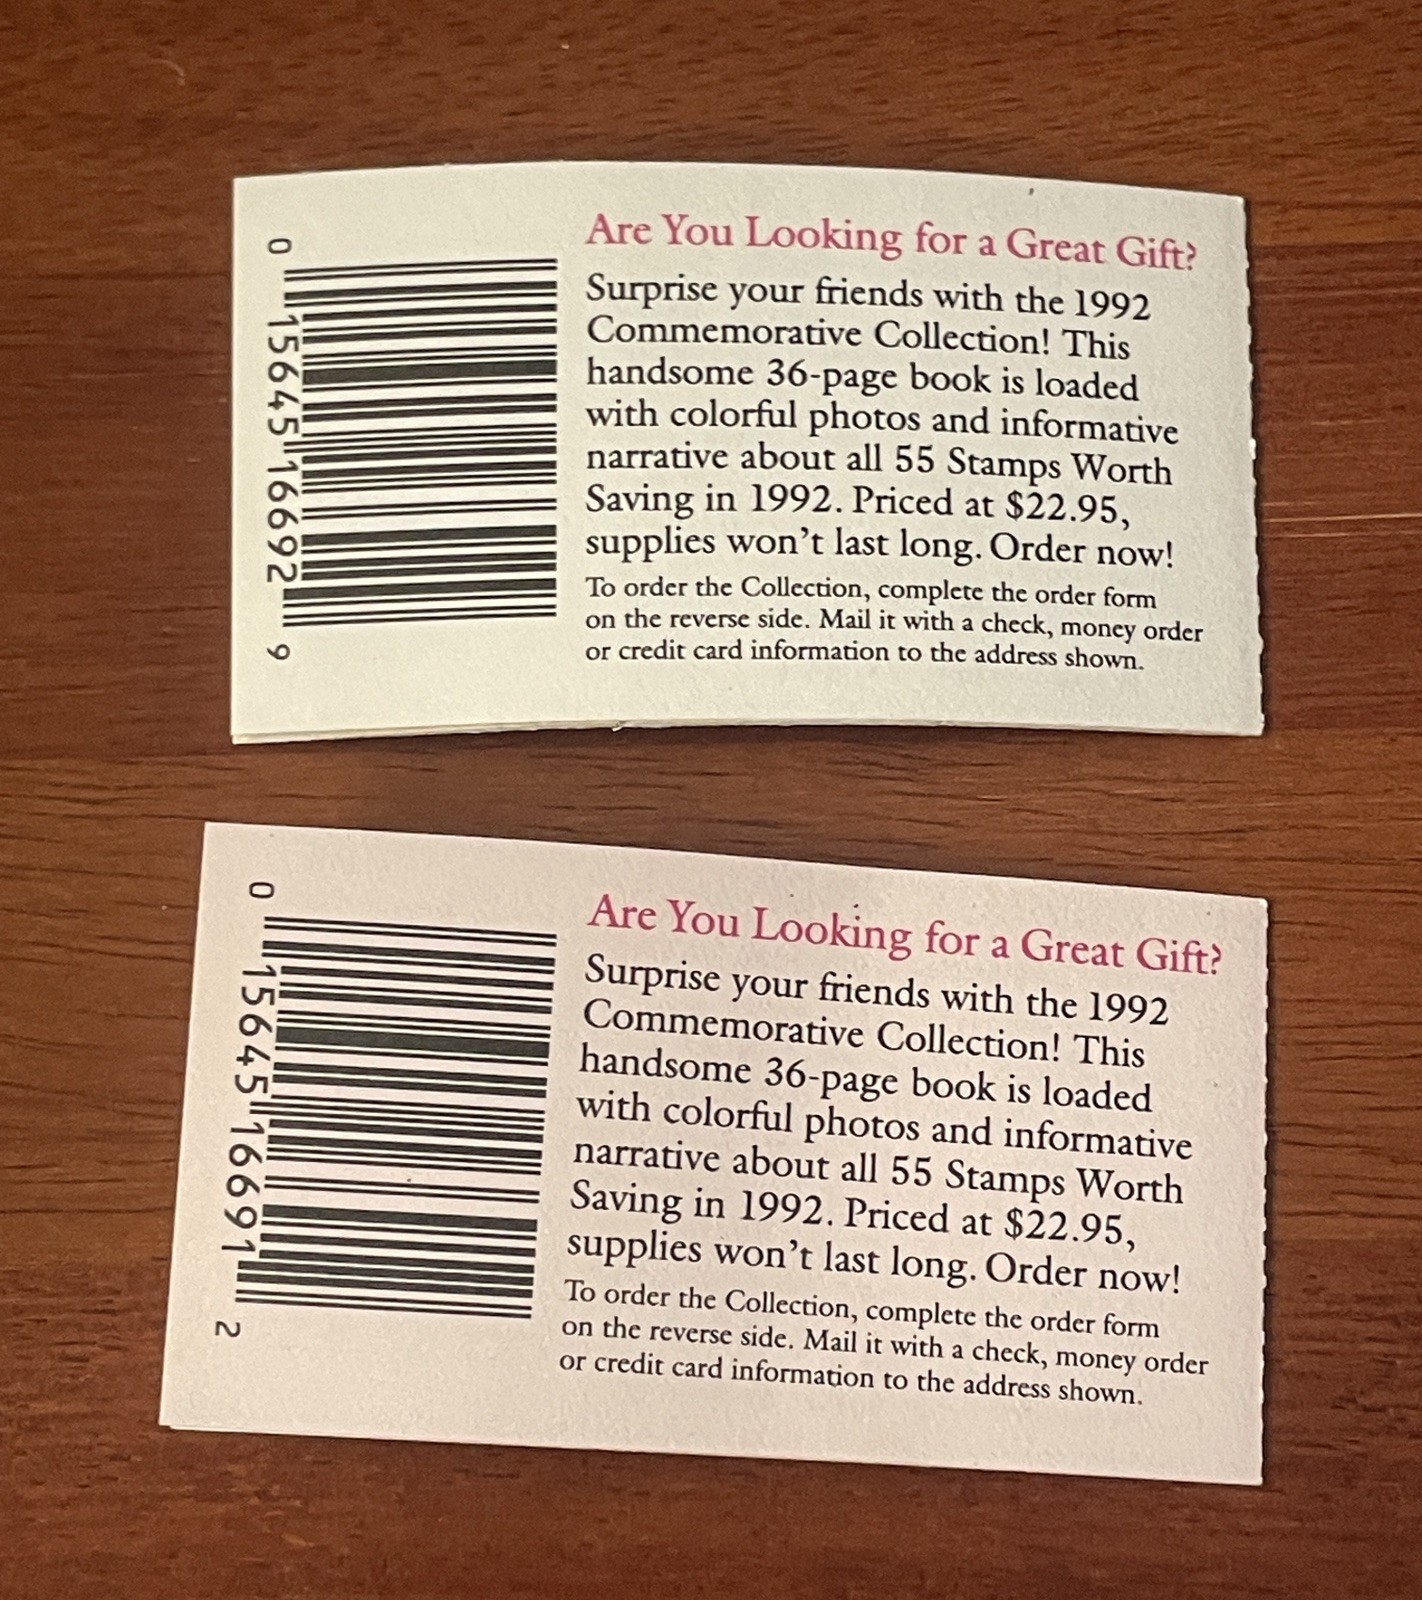 0 15645 16692 9
Are You Looking for a Great Gift?
Surprise your friends with the 1992
Commemorative Collection! This
handsome 36-page book is loaded
with colorful photos and informative
narrative about all 55 Stamps Worth
Saving in 1992. Priced at $22.95,
supplies won't last long. Order now!
To order the Collection, complete the order form
on the reverse side. Mail it with a check, money order
or credit card information to the address shown.
0 15645 16691 2
Are You Looking for a Great Gift?
Surprise your friends with the 1992
Commemorative Collection! This
handsome 36-page book is loaded
with colorful photos and informative
narrative about all 55 Stamps Worth
Saving in 1992. Priced at $22.95,
supplies won't last long. Order now!
To order the Collection, complete the order form
on the reverse side. Mail it with a check, money order
or credit card information to the address shown.